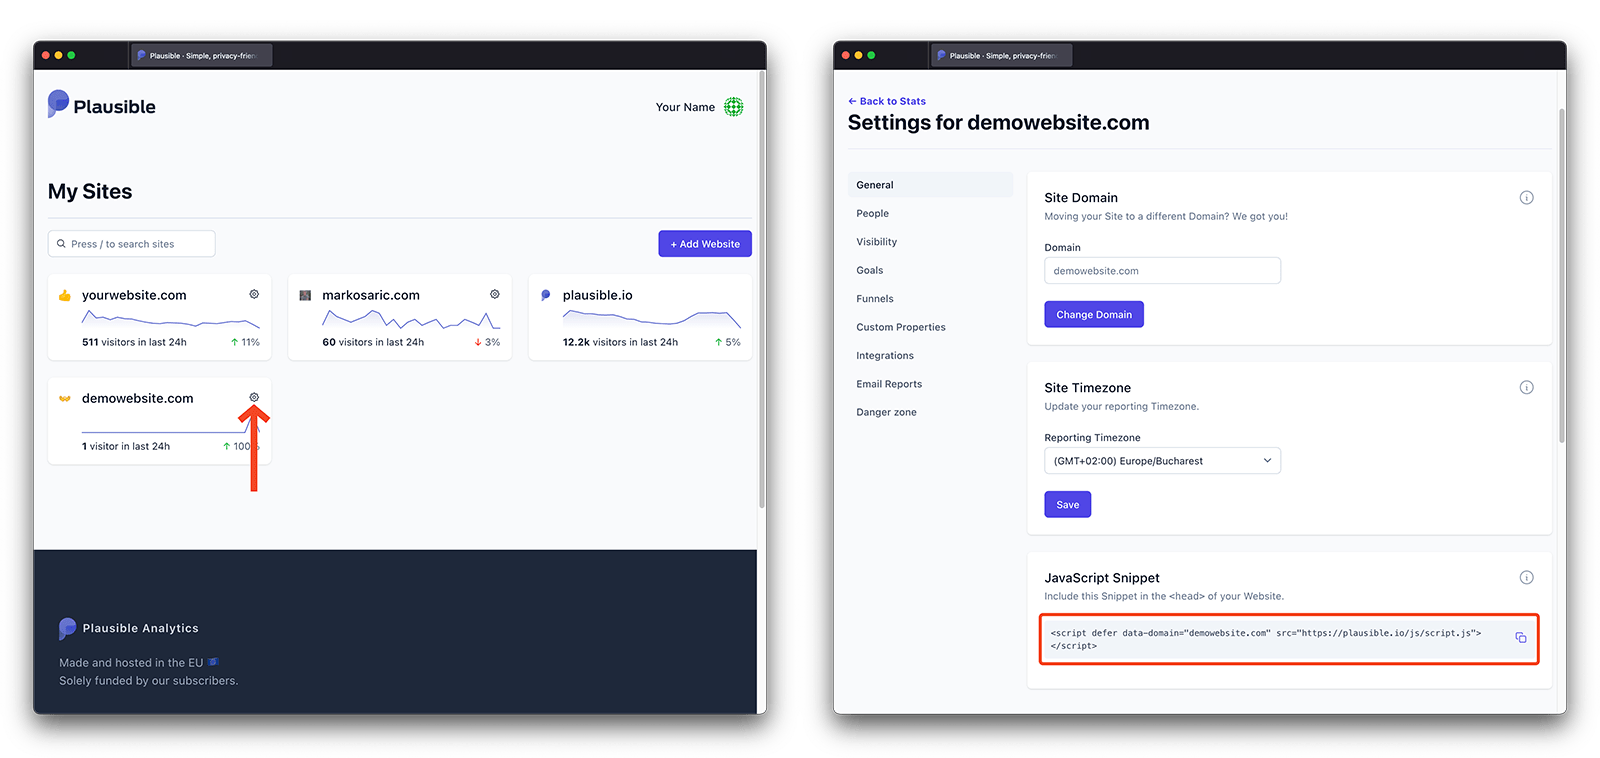 Plausible · Simple, privacy-frien
Plausible
Your Name
My Sites
Press / to search sites
+ Add Website
yourwebsite.com
511 visitors in last 24h
↑ 11%
markosaric.com
60 visitors in last 24h
↓ 3%
plausible.io
12.2k visitors in last 24h
↑ 5%
demowebsite.com
1 visitor in last 24h
↑ 100%
Plausible Analytics
Made and hosted in the EU
Solely funded by our subscribers.
Plausible · Simple, privacy-frien
← Back to Stats
Settings for demowebsite.com
General
People
Visibility
Goals
Funnels
Custom Properties
Integrations
Email Reports
Danger zone
Site Domain
Moving your Site to a different Domain? We got you!
Domain
demowebsite.com
Change Domain
Site Timezone
Update your reporting Timezone.
Reporting Timezone
(GMT+02:00) Europe/Bucharest
Save
JavaScript Snippet
Include this Snippet in the <head> of your Website.
<script defer data-domain="demowebsite.com" src="https://plausible.io/js/script.js">
</script>